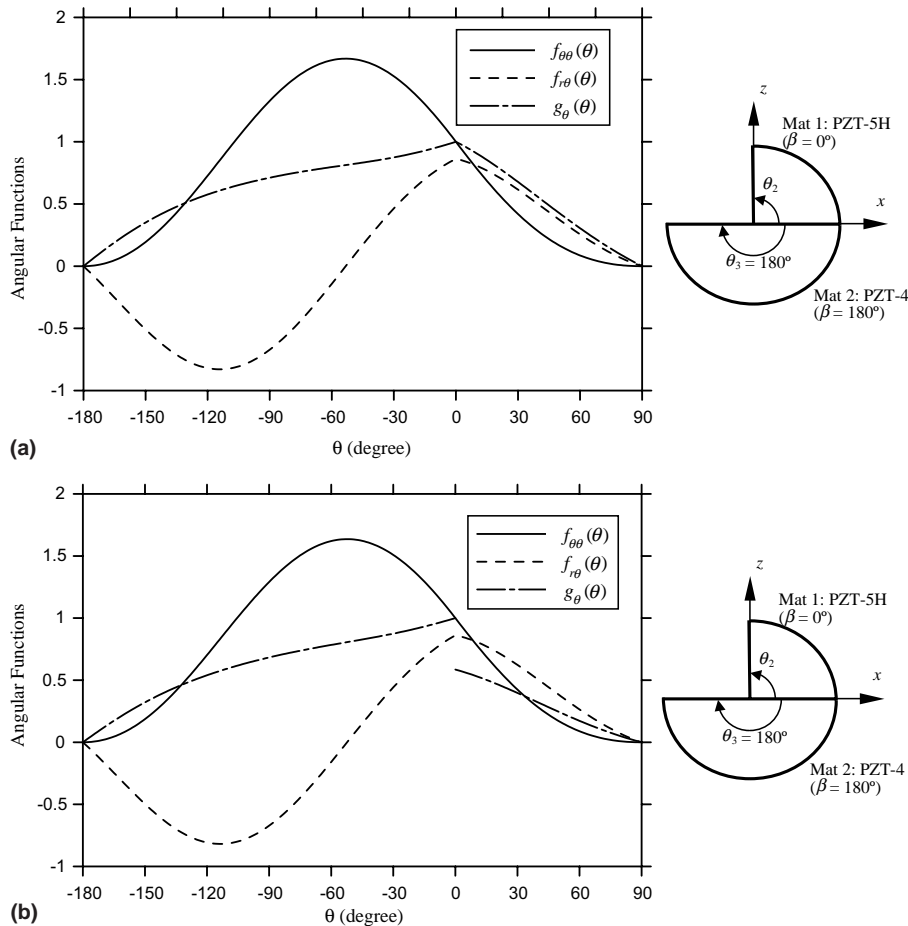 2
1.5
1
0.5
0
-0.5
-1
Angular Functions
fθθ(θ)
frθ(θ)
gθ(θ)
-180 -150 -120 -90 -60 -30 0 30 60 90
θ (degree)
(a)
z
Mat 1: PZT-5H
(β = 0º)
θ2
x
θ3 = 180º
Mat 2: PZT-4
(β = 180º)
2
1.5
1
0.5
0
-0.5
-1
Angular Functions
fθθ(θ)
frθ(θ)
gθ(θ)
-180 -150 -120 -90 -60 -30 0 30 60 90
θ (degree)
(b)
z
Mat 1: PZT-5H
(β = 0º)
θ2
x
θ3 = 180º
Mat 2: PZT-4
(β = 180º)